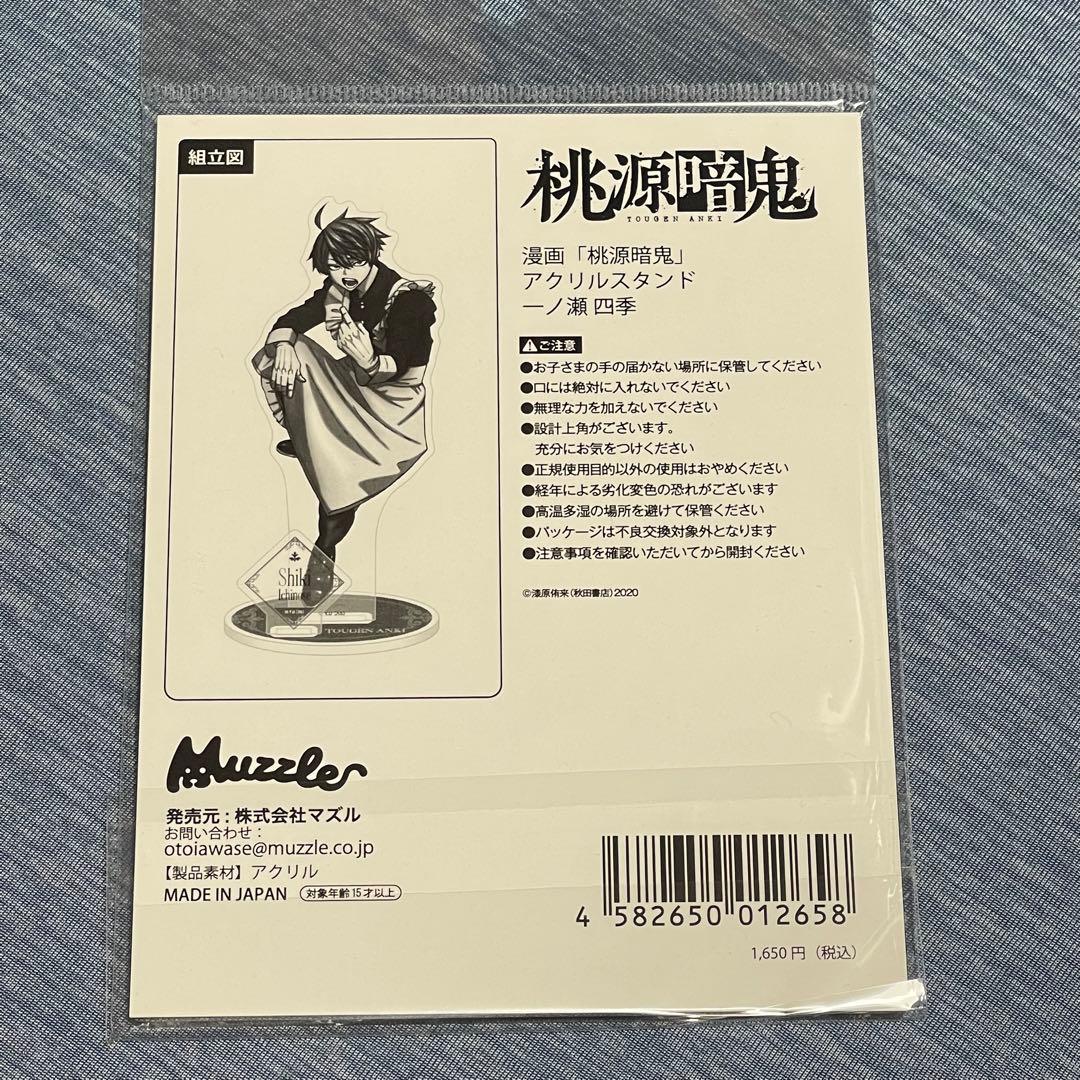 組立図
Shiki
Ichinose
TOUGEN ANKI
桃源暗鬼
TOUGEN ANKI
漫画「桃源暗鬼」
アクリルスタンド
一ノ瀬 四季
ご注意
●お子さまの手の届かない場所に保管してください
●口には絶対に入れないでください
●無理な力を加えないでください
●設計上角がございます。
充分にお気をつけください
●正規使用目的以外の使用はおやめください
●経年による劣化変色の恐れがございます
●高温多湿の場所を避けて保管ください
●パッケージは不良交換対象外となります
●注意事項を確認いただいてから開封ください
©漆原侑来(秋田書店)2020
Muzzle
発売元：株式会社マズル
お問い合わせ：
otoiawase@muzzle.co.jp
【製品素材】アクリル
MADE IN JAPAN 対象年齢15才以上
4 582650 012658
1,650円（税込）